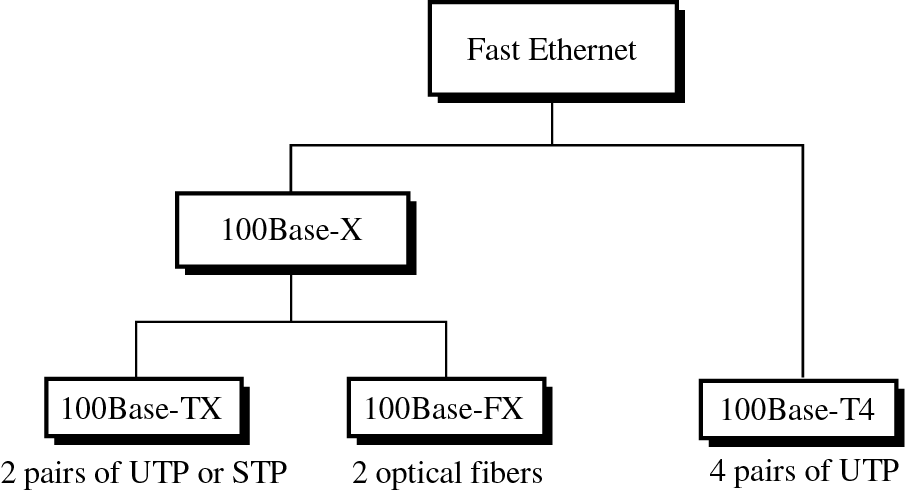 Fast Ethernet
100Base-X
100Base-TX
100Base-FX
100Base-T4
2 pairs of UTP or STP
2 optical fibers
4 pairs of UTP